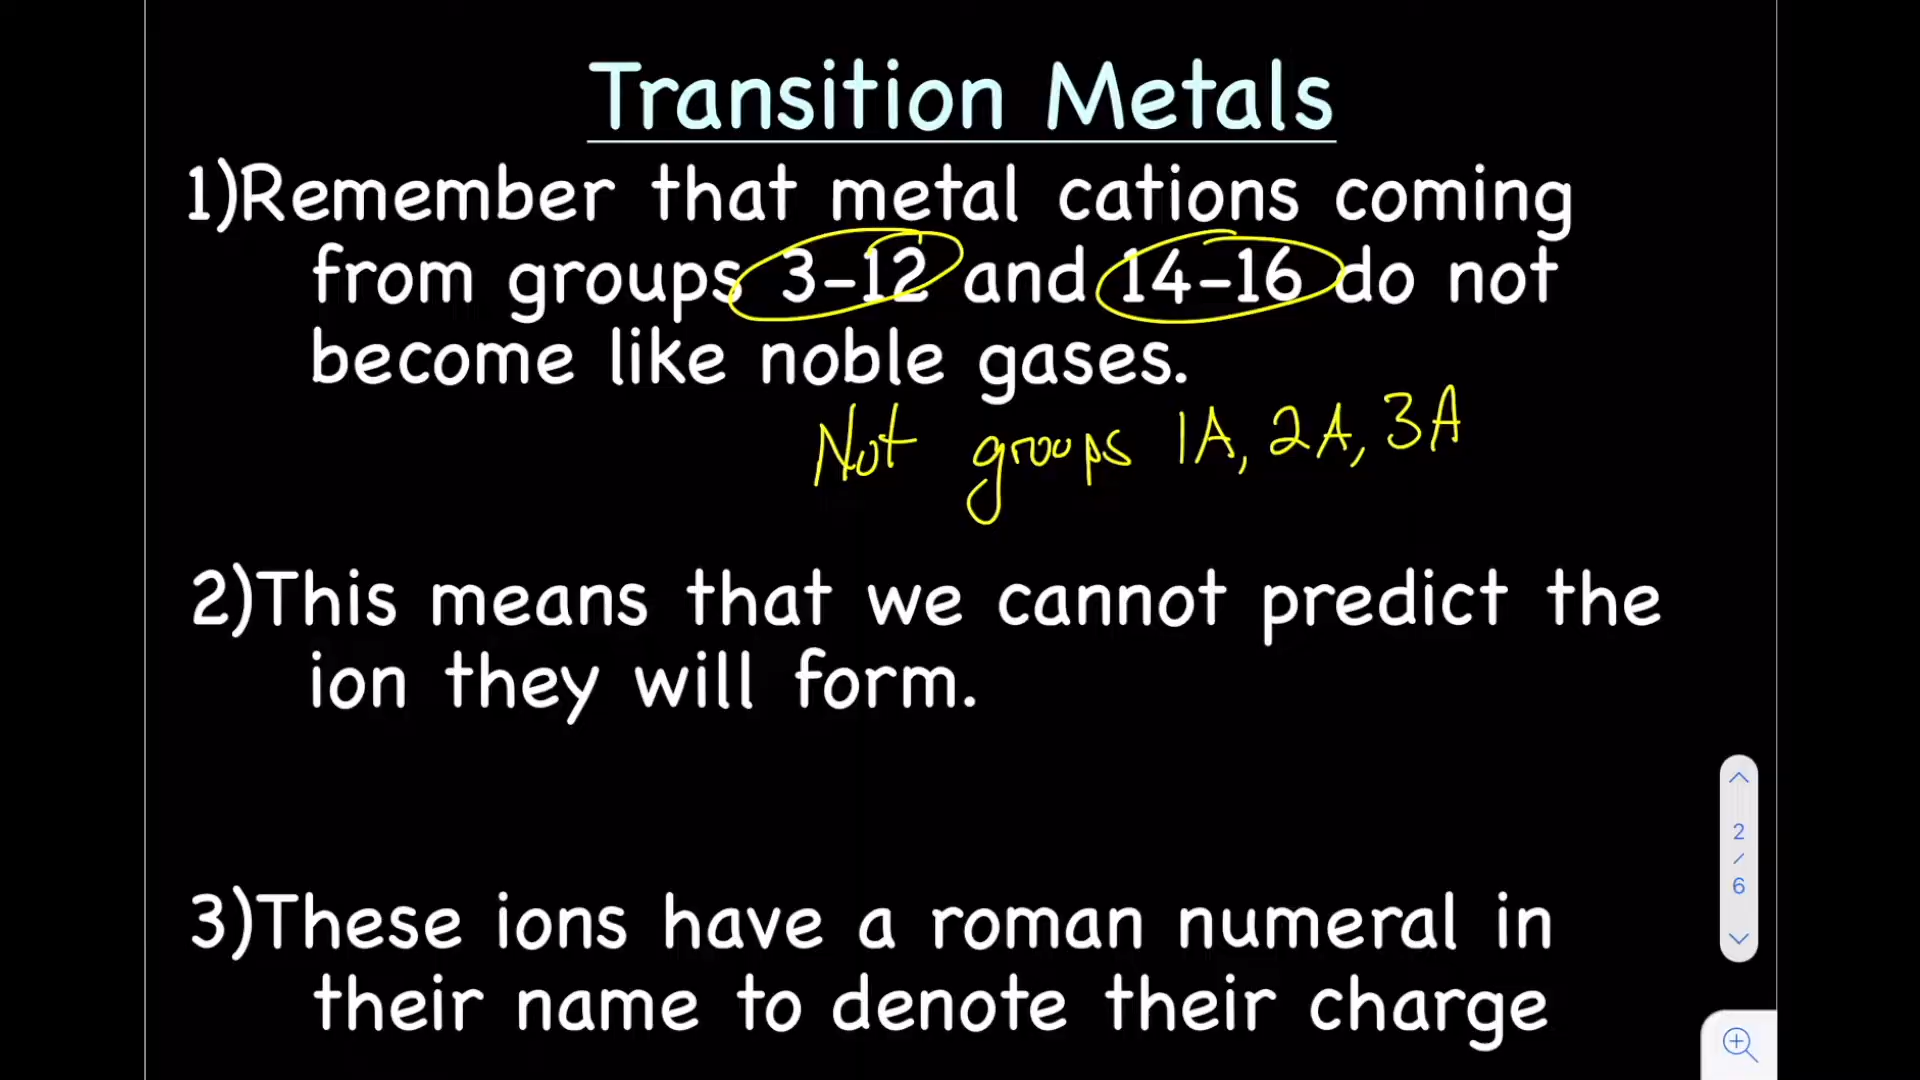 Transition Metals
1)Remember that metal cations coming
from groups 3-12 and 14-16 do not
become like noble gases.
Not groups 1A, 2A, 3A
2)This means that we cannot predict the
ion they will form.
2
/
6
3)These ions have a roman numeral in
their name to denote their charge